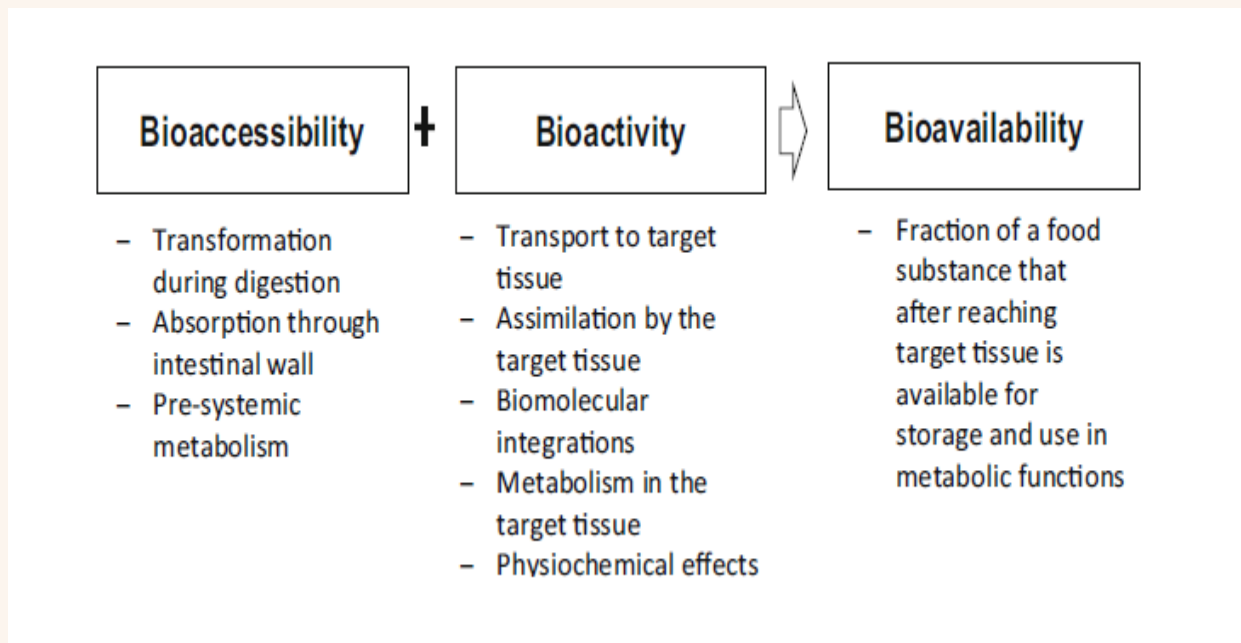 Bioaccessibility
+
Bioactivity
Bioavailability
– Transformation
during digestion
– Absorption through
intestinal wall
– Pre-systemic
metabolism
– Transport to target
tissue
– Assimilation by the
target tissue
– Biomolecular
integrations
– Metabolism in the
target tissue
– Physiochemical effects
– Fraction of a food
substance that
after reaching
target tissue is
available for
storage and use in
metabolic functions